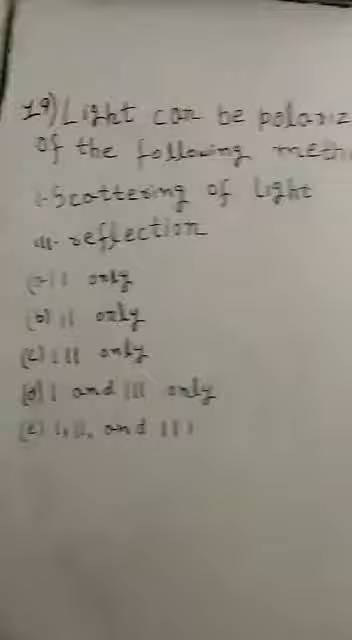 19) Light can be polariz
of the following meth
i- Scattering of Light
iii- reflection
(a) i only
(b) ii only
(c) iii only
(d) i and iii only
(e) i, ii, and iii